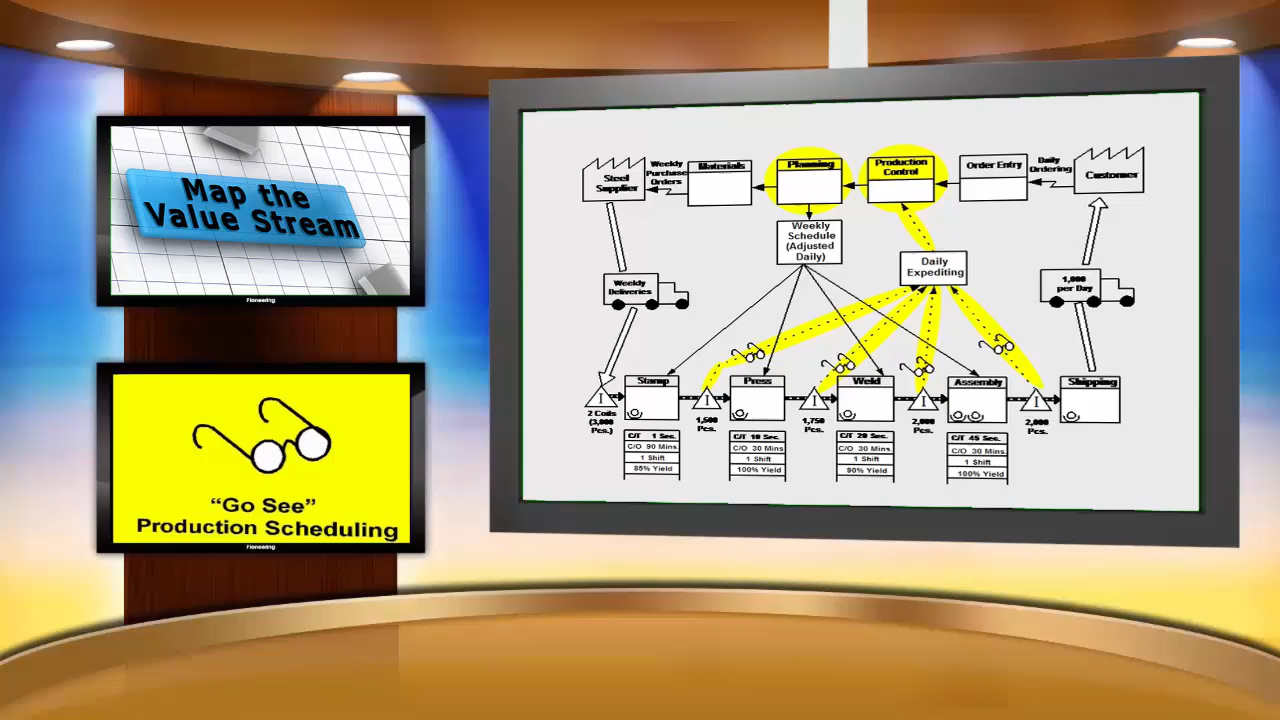 Map the
Value Stream
Pioneering
"Go See"
Production Scheduling
Pioneering
Steel
Supplier
Weekly
Purchase
Orders
Materials
Planning
Production
Control
Order Entry
Daily
Ordering
Customer
Weekly
Schedule
(Adjusted
Daily)
Daily
Expediting
Weekly
Deliveries
1,000
per Day
Stamp
Press
Weld
Assembly
Shipping
I
I
I
I
I
2 Coils
(3,000
Pcs.)
1,500
Pcs.
1,750
Pcs.
2,000
Pcs.
2,000
Pcs.
C/T 1 Sec.
C/O 90 Mins.
1 Shift
85% Yield
C/T 10 Sec.
C/O 30 Mins.
1 Shift
100% Yield
C/T 20 Sec.
C/O 30 Mins.
1 Shift
90% Yield
C/T 45 Sec.
C/O 30 Mins.
1 Shift
100% Yield